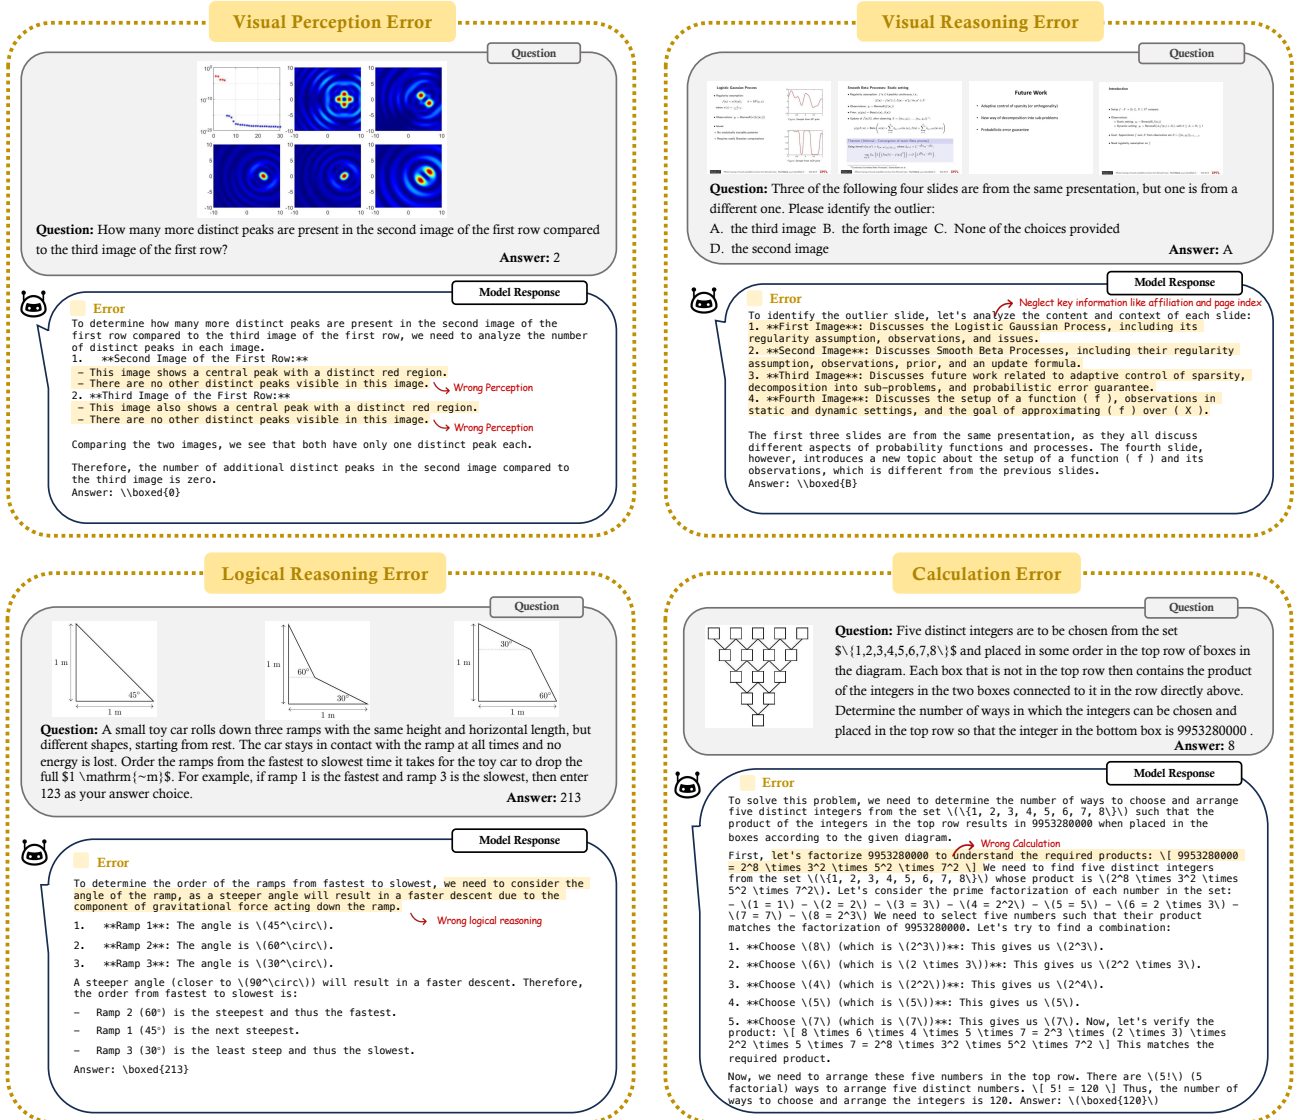 Visual Perception Error
Question
Question: How many more distinct peaks are present in the second image of the first row compared
to the third image of the first row?
Answer: 2
Model Response
Error
To determine how many more distinct peaks are present in the second image of the
first row compared to the third image of the first row, we need to analyze the number
of distinct peaks in each image.
1. **Second Image of the First Row:**
- This image shows a central peak with a distinct red region.
- There are no other distinct peaks visible in this image.
Wrong Perception
2. **Third Image of the First Row:**
- This image also shows a central peak with a distinct red region.
- There are no other distinct peaks visible in this image.
Wrong Perception
Comparing the two images, we see that both have only one distinct peak each.
Therefore, the number of additional distinct peaks in the second image compared to
the third image is zero.
Answer: \\boxed{0}
Visual Reasoning Error
Question
Logistic Gaussian Process
Smooth Beta Processes: Static setting
Future Work
• Adaptive control of sparsity (or orthogonality)
• New way of decomposition into sub-problems
• Probabilistic error guarantee
Introduction
Question: Three of the following four slides are from the same presentation, but one is from a
different one. Please identify the outlier:
A. the third image B. the forth image C. None of the choices provided
D. the second image
Answer: A
Model Response
Error
Neglect key information like affiliation and page index
To identify the outlier slide, let's analyze the content and context of each slide:
1. **First Image**: Discusses the Logistic Gaussian Process, including its
regularity assumption, observations, and issues.
2. **Second Image**: Discusses Smooth Beta Processes, including their regularity
assumption, observations, prior, and an update formula.
3. **Third Image**: Discusses future work related to adaptive control of sparsity,
decomposition into sub-problems, and probabilistic error guarantee.
4. **Fourth Image**: Discusses the setup of a function ( f ), observations in
static and dynamic settings, and the goal of approximating ( f ) over ( X ).
The first three slides are from the same presentation, as they all discuss
different aspects of probability functions and processes. The fourth slide,
however, introduces a new topic about the setup of a function ( f ) and its
observations, which is different from the previous slides.
Answer: \\boxed{B}
Logical Reasoning Error
Question
1 m
45°
1 m
1 m
60°
30°
1 m
1 m
30°
60°
1 m
Question: A small toy car rolls down three ramps with the same height and horizontal length, but
different shapes, starting from rest. The car stays in contact with the ramp at all times and no
energy is lost. Order the ramps from the fastest to slowest time it takes for the toy car to drop the
full $1 \mathrm{~m}$. For example, if ramp 1 is the fastest and ramp 3 is the slowest, then enter
123 as your answer choice.
Answer: 213
Model Response
Error
To determine the order of the ramps from fastest to slowest, we need to consider the
angle of the ramp, as a steeper angle will result in a faster descent due to the
component of gravitational force acting down the ramp.
Wrong logical reasoning
1. **Ramp 1**: The angle is \(45^\circ\).
2. **Ramp 2**: The angle is \(60^\circ\).
3. **Ramp 3**: The angle is \(30^\circ\).
A steeper angle (closer to \(90^\circ\)) will result in a faster descent. Therefore,
the order from fastest to slowest is:
– Ramp 2 (60°) is the steepest and thus the fastest.
– Ramp 1 (45°) is the next steepest.
– Ramp 3 (30°) is the least steep and thus the slowest.
Answer: \boxed{213}
Calculation Error
Question
Question: Five distinct integers are to be chosen from the set
$\{1,2,3,4,5,6,7,8\}$ and placed in some order in the top row of boxes in
the diagram. Each box that is not in the top row then contains the product
of the integers in the two boxes connected to it in the row directly above.
Determine the number of ways in which the integers can be chosen and
placed in the top row so that the integer in the bottom box is 9953280000 .
Answer: 8
Model Response
Error
To solve this problem, we need to determine the number of ways to choose and arrange
five distinct integers from the set \(\{1, 2, 3, 4, 5, 6, 7, 8\}\) such that the
product of the integers in the top row results in 9953280000 when placed in the
boxes according to the given diagram.
Wrong Calculation
First, let's factorize 9953280000 to understand the required products: \[ 9953280000
= 2^8 \times 3^2 \times 5^2 \times 7^2 \] We need to find five distinct integers
from the set \(\{1, 2, 3, 4, 5, 6, 7, 8\}\) whose product is \(2^8 \times 3^2 \times
5^2 \times 7^2\). Let's consider the prime factorization of each number in the set:
– \(1 = 1\) – \(2 = 2\) – \(3 = 3\) – \(4 = 2^2\) – \(5 = 5\) – \(6 = 2 \times 3\) –
\(7 = 7\) – \(8 = 2^3\) We need to select five numbers such that their product
matches the factorization of 9953280000. Let's try to find a combination:
1. **Choose \(8\) (which is \(2^3\))**: This gives us \(2^3\).
2. **Choose \(6\) (which is \(2 \times 3\))**: This gives us \(2^2 \times 3\).
3. **Choose \(4\) (which is \(2^2\))**: This gives us \(2^4\).
4. **Choose \(5\) (which is \(5\))**: This gives us \(5\).
5. **Choose \(7\) (which is \(7\))**: This gives us \(7\). Now, let's verify the
product: \[ 8 \times 6 \times 4 \times 5 \times 7 = 2^3 \times (2 \times 3) \times
2^2 \times 5 \times 7 = 2^8 \times 3^2 \times 5^2 \times 7^2 \] This matches the
required product.
Now, we need to arrange these five numbers in the top row. There are \(5!\) (5
factorial) ways to arrange five distinct numbers. \[ 5! = 120 \] Thus, the number of
ways to choose and arrange the integers is 120. Answer: \(\boxed{120}\)